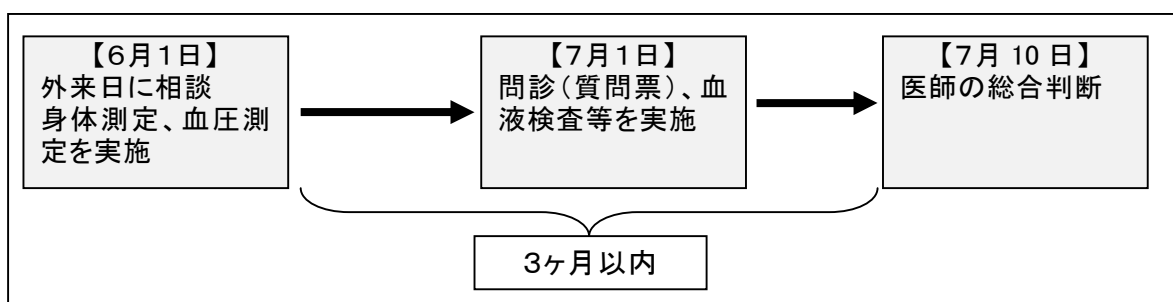 【6月1日】
外来日に相談
身体測定、血圧測
定を実施
【7月1日】
問診(質問票)、血
液検査等を実施
【7月 10 日】
医師の総合判断
3ヶ月以内